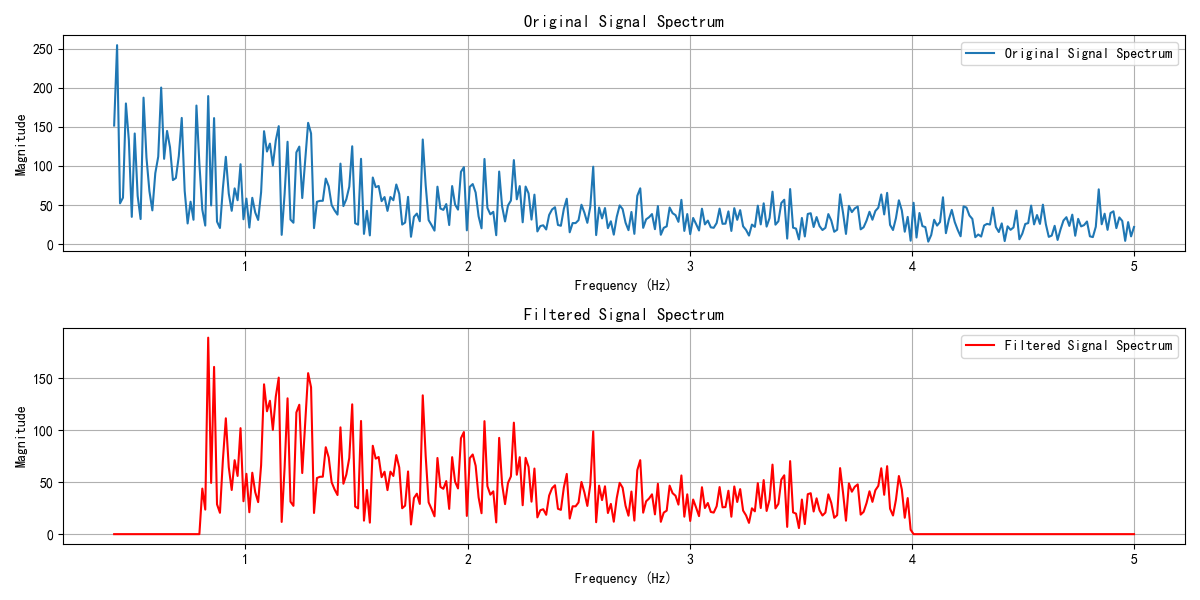 Original Signal Spectrum
Original Signal Spectrum
Magnitude
250
200
150
100
50
0
1
2
3
4
5
Frequency (Hz)
Filtered Signal Spectrum
Filtered Signal Spectrum
Magnitude
150
100
50
0
1
2
3
4
5
Frequency (Hz)